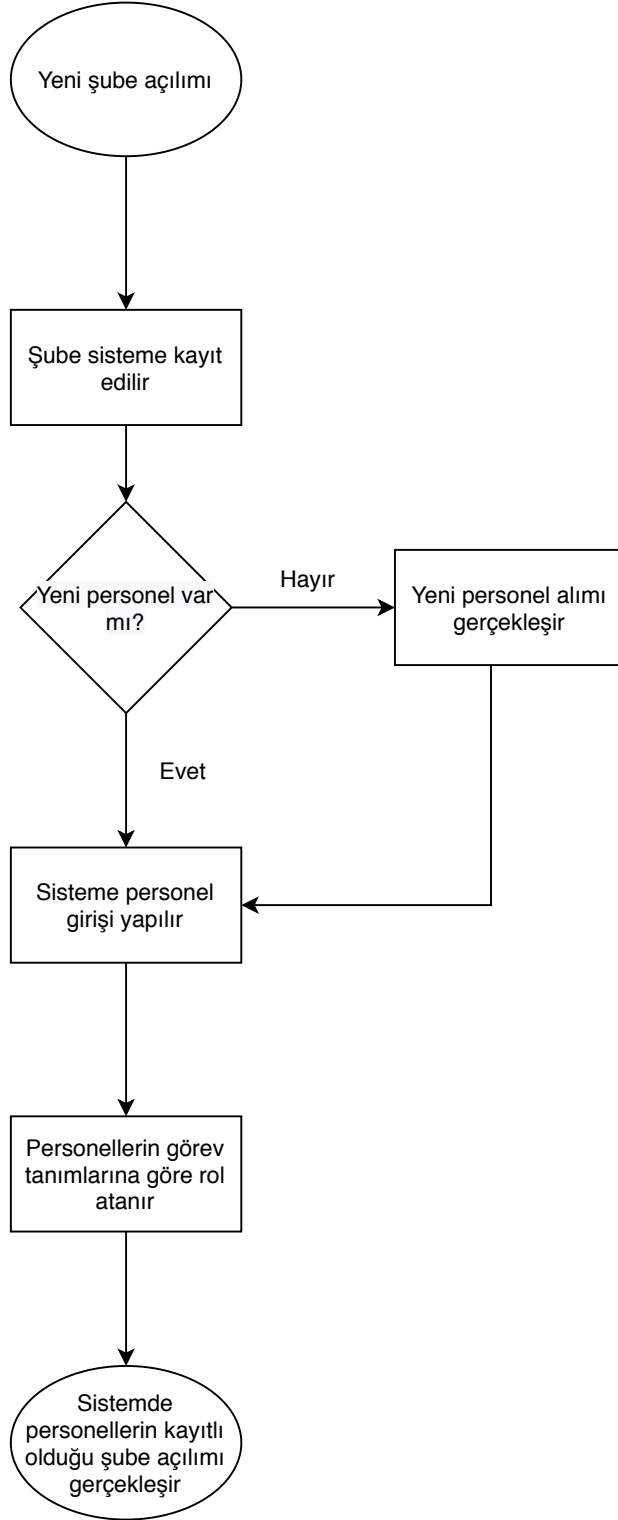 Yeni şube açılımı
Şube sisteme kayıt
edilir
Yeni personel var
mı?
Hayır
Yeni personel alımı
gerçekleşir
Evet
Sisteme personel
girişi yapılır
Personellerin görev
tanımlarına göre rol
atanır
Sistemde
personellerin kayıtlı
olduğu şube açılımı
gerçekleşir